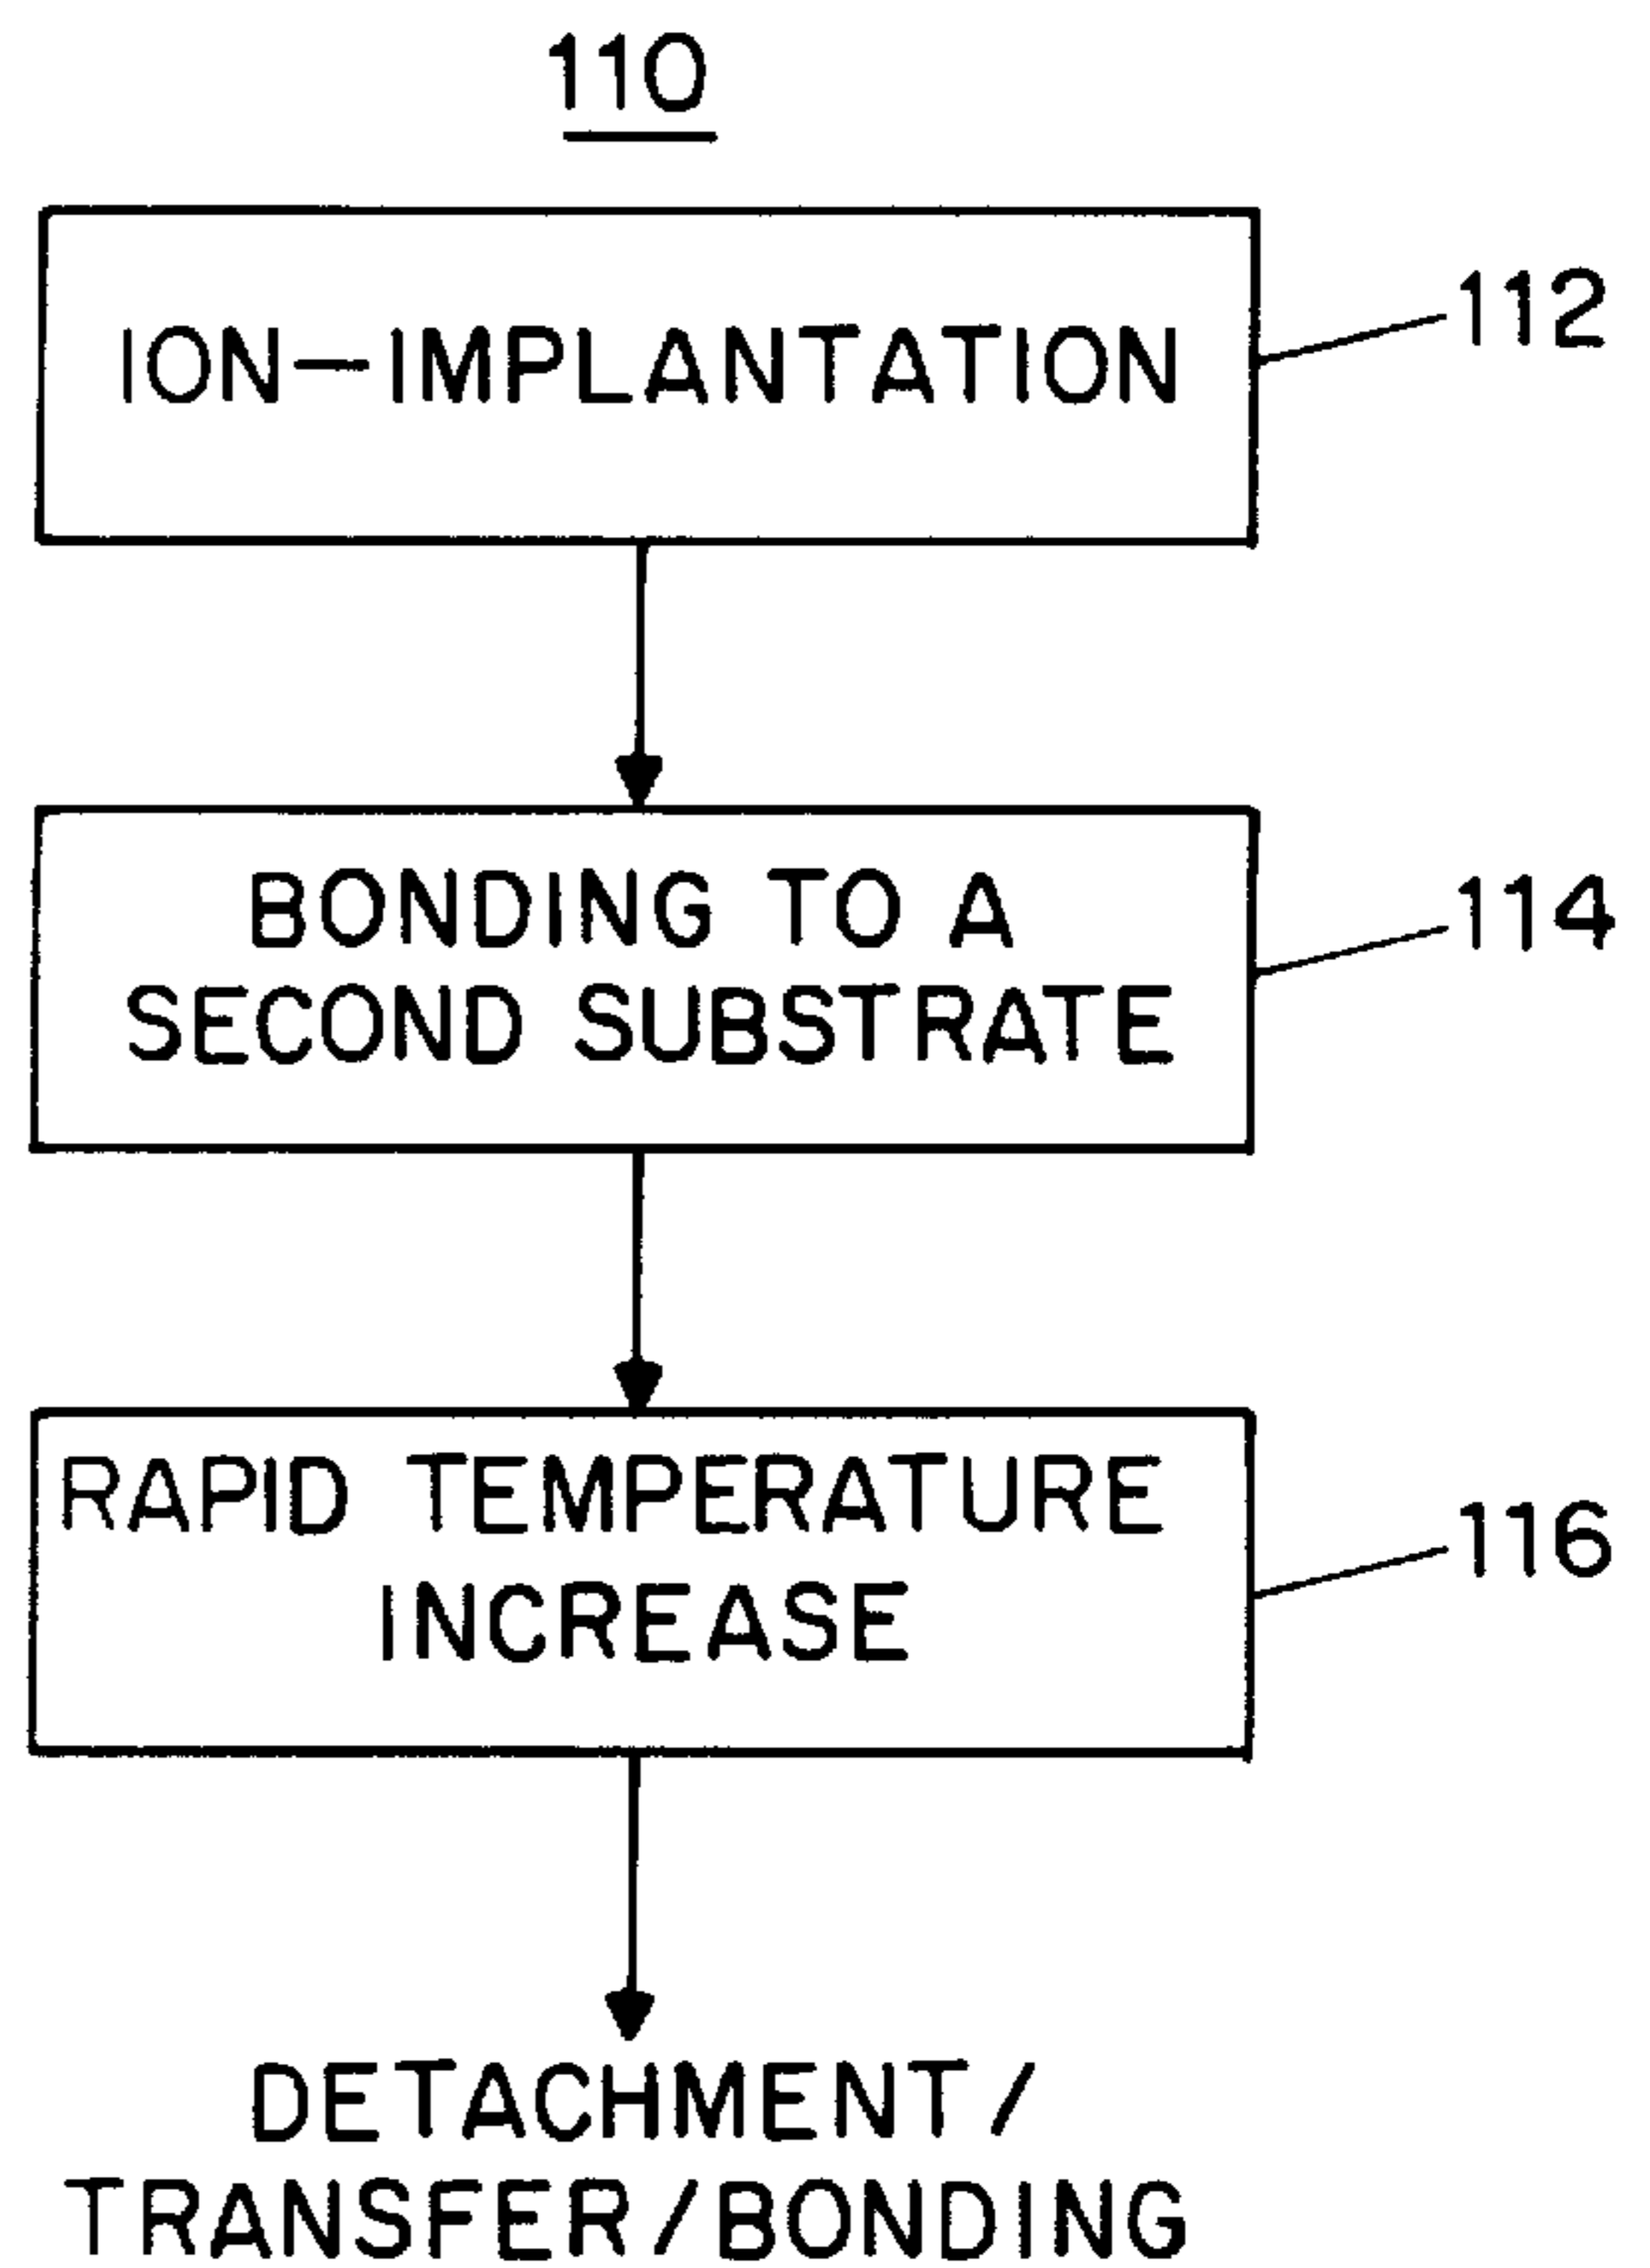 110
ION-IMPLANTATION
112
BONDING TO A
SECOND SUBSTRATE
114
RAPID TEMPERATURE
INCREASE
116
DETACHMENT/
TRANSFER/BONDING